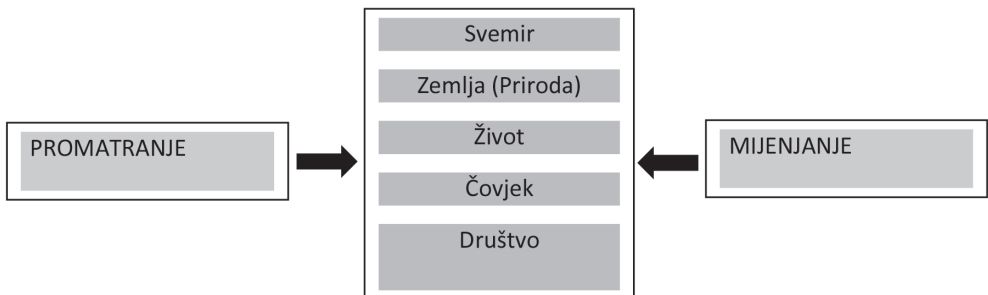 Svemir
Zemlja (Priroda)
Život
Čovjek
Društvo
PROMATRANJE
MIJENJANJE